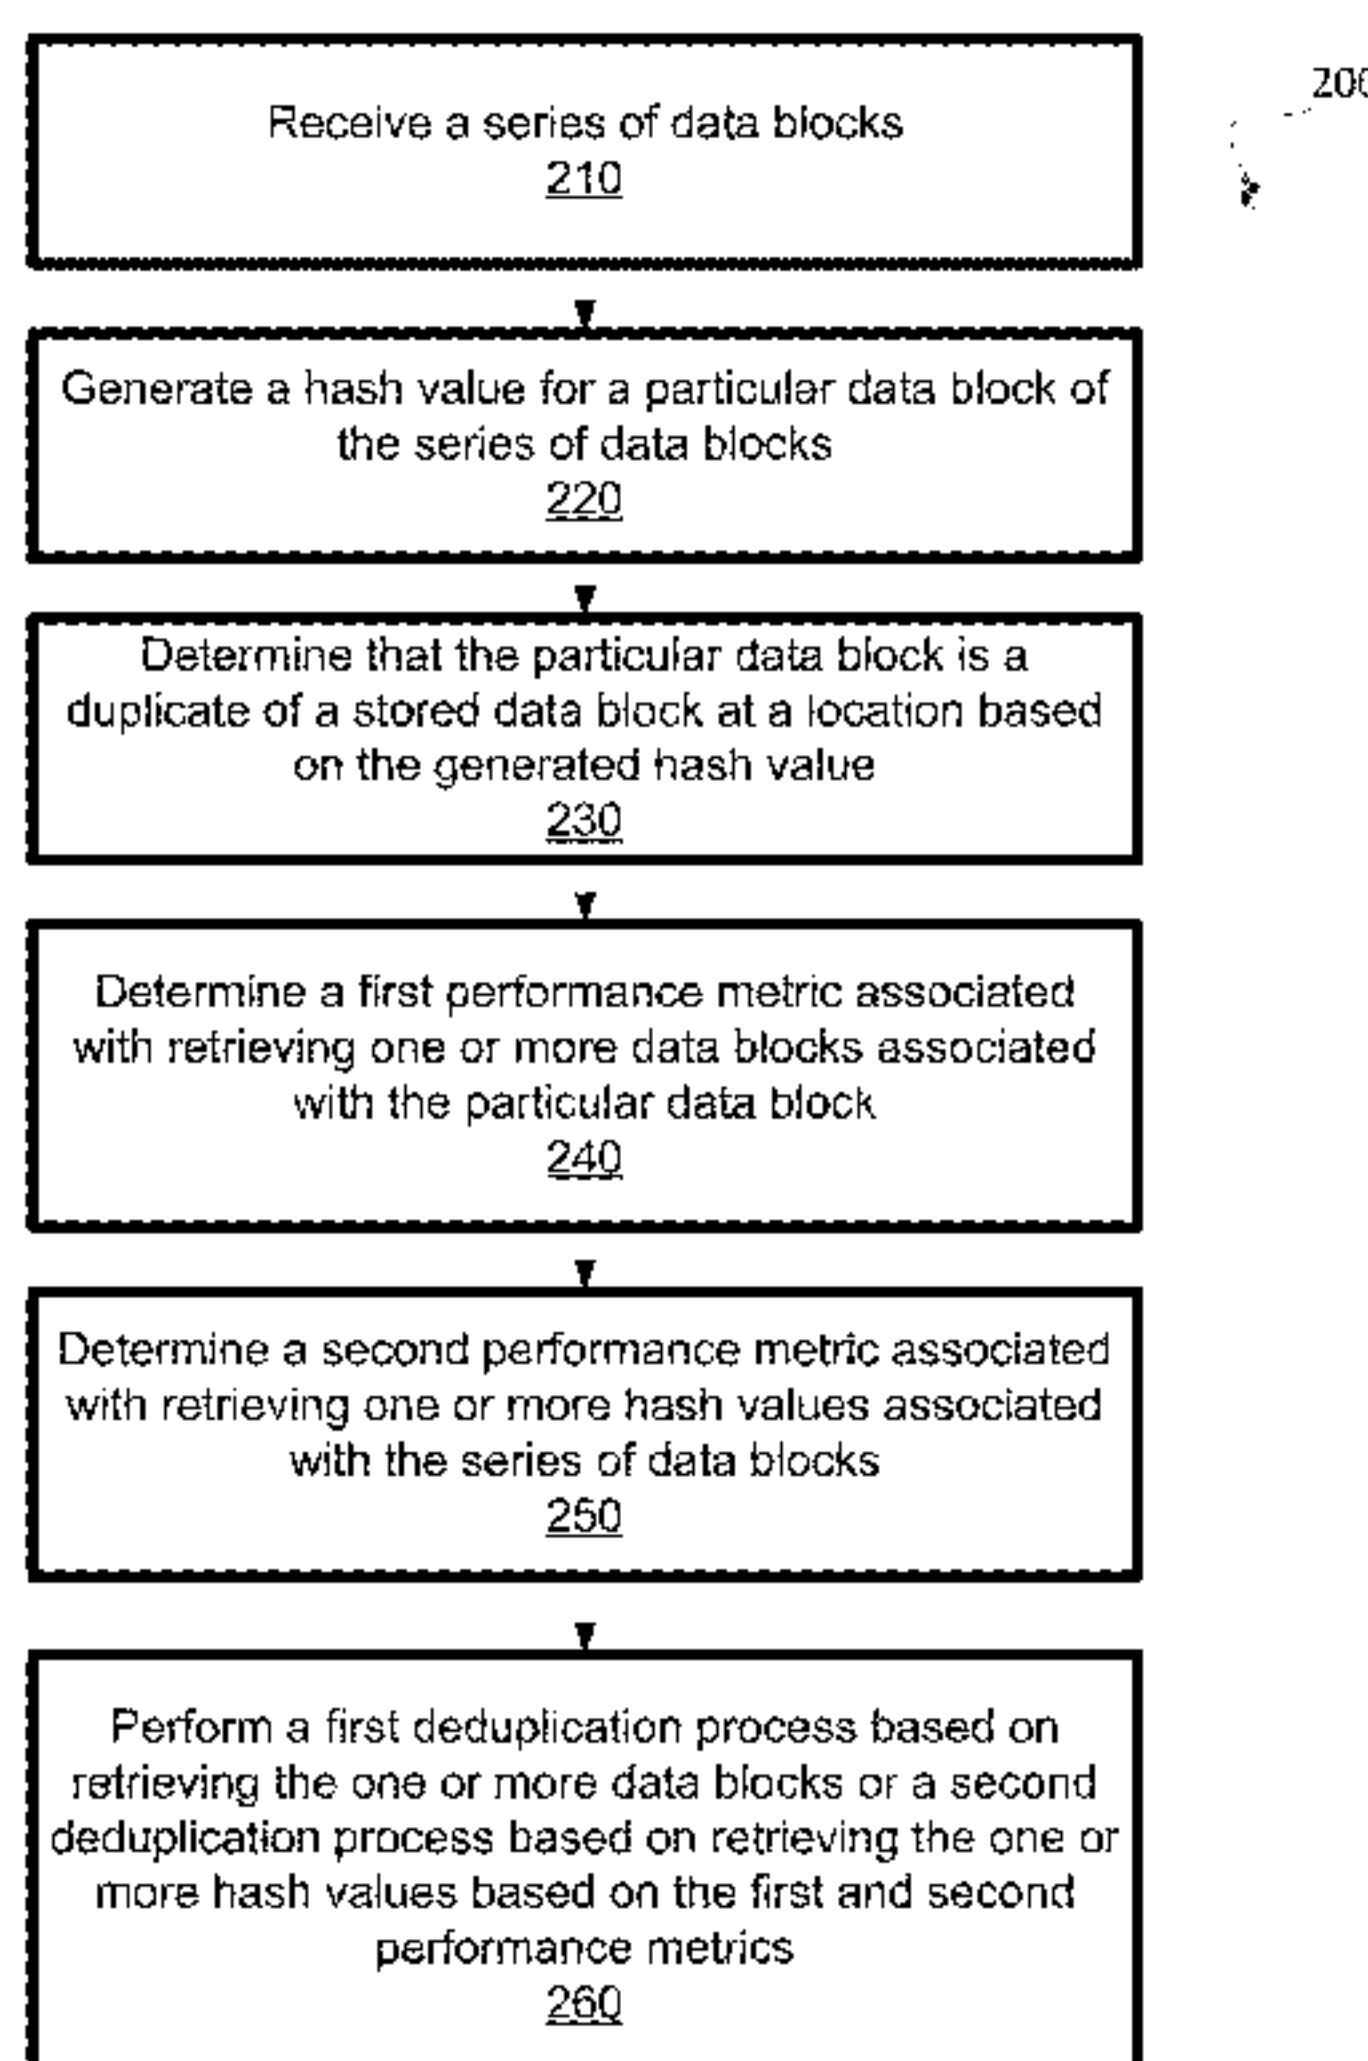 200
Receive a series of data blocks
210
Generate a hash value for a particular data block of
the series of data blocks
220
Determine that the particular data block is a
duplicate of a stored data block at a location based
on the generated hash value
230
Determine a first performance metric associated
with retrieving one or more data blocks associated
with the particular data block
240
Determine a second performance metric associated
with retrieving one or more hash values associated
with the series of data blocks
250
Perform a first deduplication process based on
retrieving the one or more data blocks or a second
deduplication process based on retrieving the one or
more hash values based on the first and second
performance metrics
260